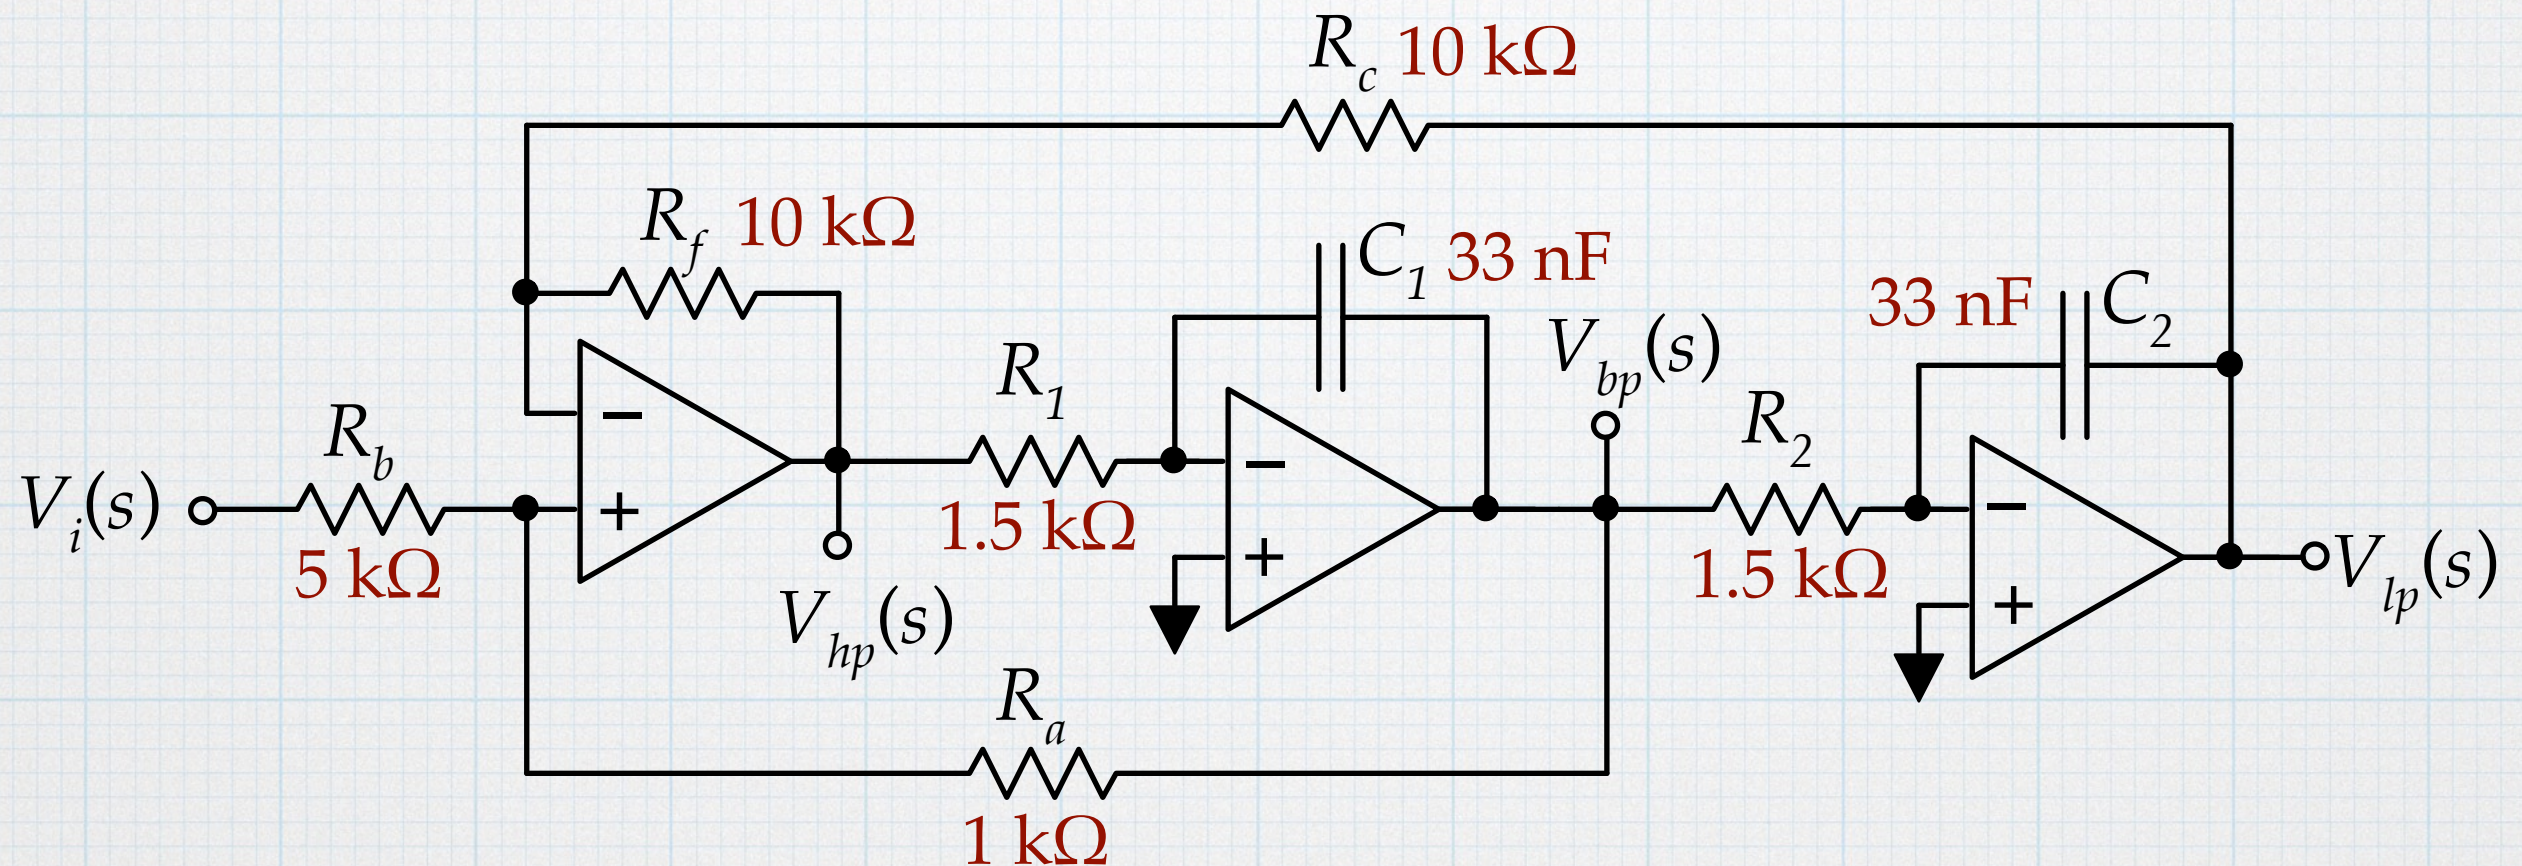 R_c 10 kΩ
R_f 10 kΩ
C_1 33 nF
33 nF C_2
V_bp(s)
R_1
R_2
R_b
−
+
−
+
−
+
V_i(s)
5 kΩ
1.5 kΩ
1.5 kΩ
V_lp(s)
V_hp(s)
R_a
1 kΩ